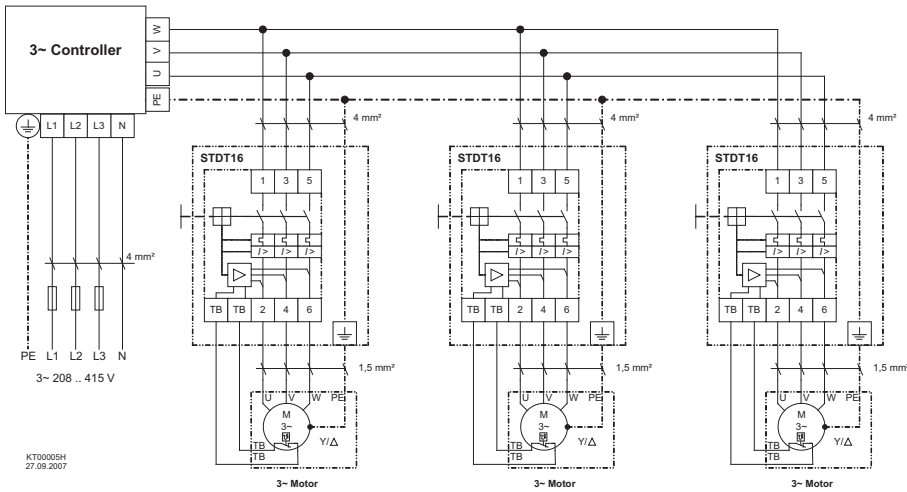 3~ Controller
W
V
U
PE
L1 L2 L3 N
4 mm²
PE L1 L2 L3 N
3~ 208 .. 415 V
KT00005H
27.09.2007
4 mm²
STDT16
1 3 5
I> I> I>
TB TB 2 4 6
1,5 mm²
U V W PE
M
3~
TB
TB
Y/Δ
3~ Motor
4 mm²
STDT16
1 3 5
I> I> I>
TB TB 2 4 6
1,5 mm²
U V W PE
M
3~
TB
TB
Y/Δ
3~ Motor
4 mm²
STDT16
1 3 5
I> I> I>
TB TB 2 4 6
1,5 mm²
U V W PE
M
3~
TB
TB
Y/Δ
3~ Motor